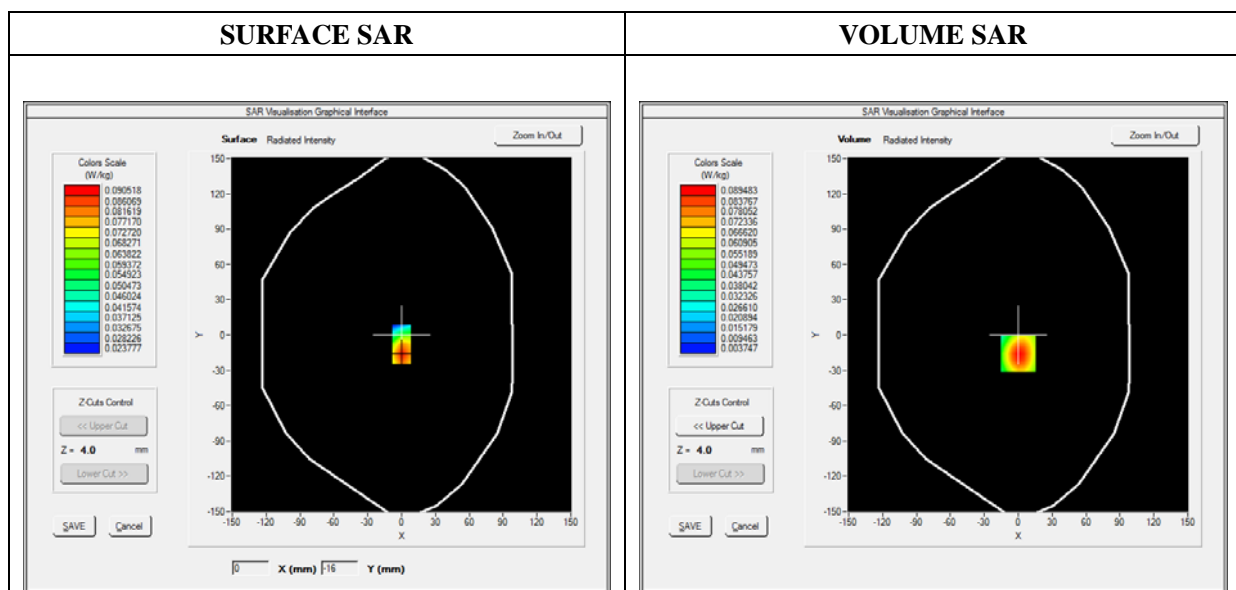 SURFACE SAR
VOLUME SAR
SAR Visualisation Graphical Interface
Surface Radiated Intensity
Zoom In/Out
Colors Scale
(W/kg)
0.090518
0.086069
0.081619
0.077170
0.072720
0.068271
0.063822
0.059372
0.054923
0.050473
0.046024
0.041574
0.037125
0.032675
0.028226
0.023777
Z-Cuts Control
<< Upper Cut
Z = 4.0 mm
Lower Cut >>
SAVE Cancel
150
120
90
60
30
0
-30
-60
-90
-120
-150
Y
-150 -120 -90 -60 -30 0 30 60 90 120 150
X
0 X (mm) -16 Y (mm)
SAR Visualisation Graphical Interface
Volume Radiated Intensity
Zoom In/Out
Colors Scale
(W/kg)
0.089483
0.083767
0.078052
0.072336
0.066620
0.060905
0.055189
0.049473
0.043757
0.038042
0.032326
0.026610
0.020894
0.015179
0.009463
0.003747
Z-Cuts Control
<< Upper Cut
Z = 4.0 mm
Lower Cut >>
SAVE Cancel
150
120
90
60
30
0
-30
-60
-90
-120
-150
Y
-150 -120 -90 -60 -30 0 30 60 90 120 150
X